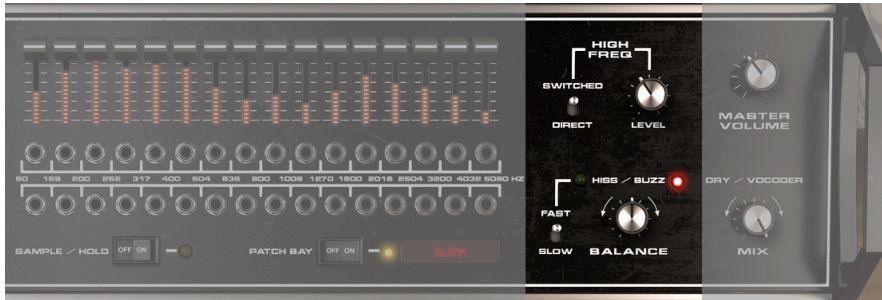 HIGH
FREQ
SWITCHED
DIRECT
LEVEL
MASTER
VOLUME
50 159 200 252 317 400 504 635 800 1008 1270 1600 2016 2504 3200 4032 5080 HZ
HISS / BUZZ
DRY / VOCODER
FAST
SLOW
BALANCE
MIX
SAMPLE / HOLD
OFF ON
PATCH BAY
OFF ON
BLANK